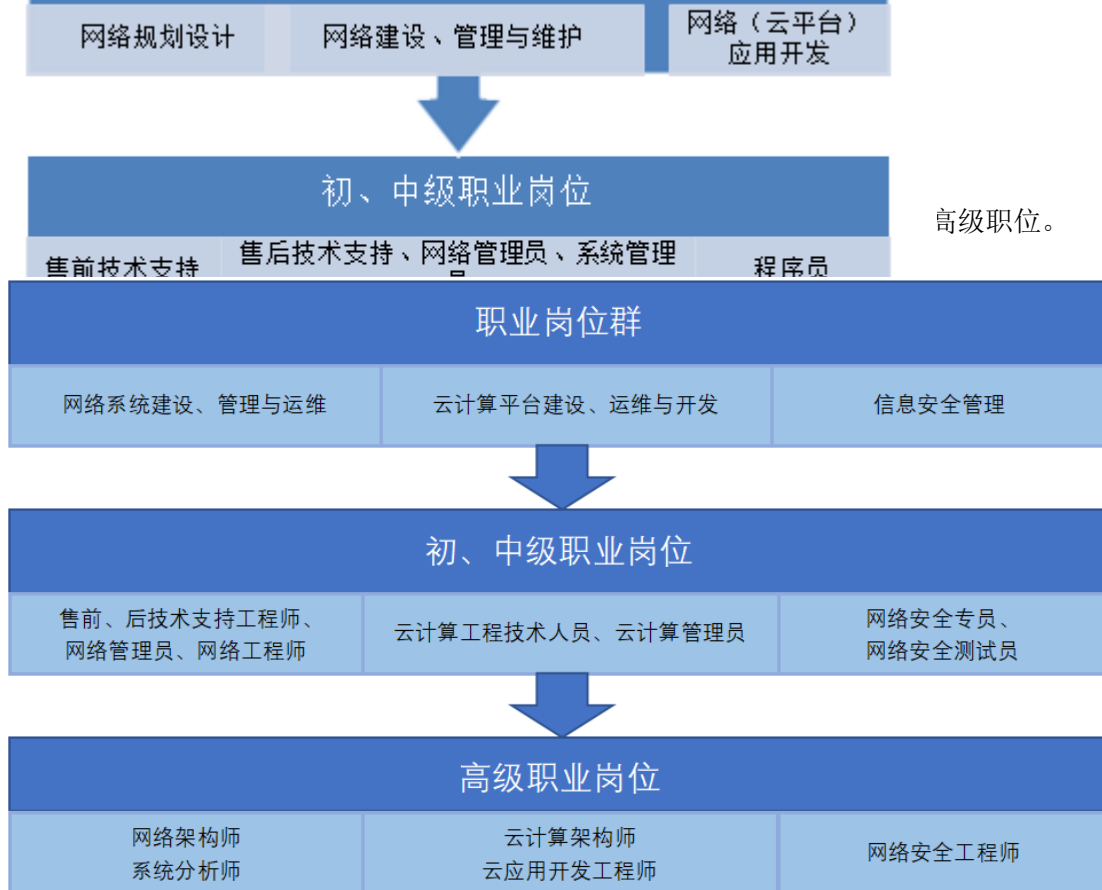 网络规划设计
网络建设、管理与维护
网络（云平台）
应用开发
初、中级职业岗位
高级职位。
售前技术支持
售后技术支持、网络管理员、系统管理
员
程序员
职业岗位群
网络系统建设、管理与运维
云计算平台建设、运维与开发
信息安全管理
初、中级职业岗位
售前、后技术支持工程师、
网络管理员、网络工程师
云计算工程技术人员、云计算管理员
网络安全专员、
网络安全测试员
高级职业岗位
网络架构师
系统分析师
云计算架构师
云应用开发工程师
网络安全工程师